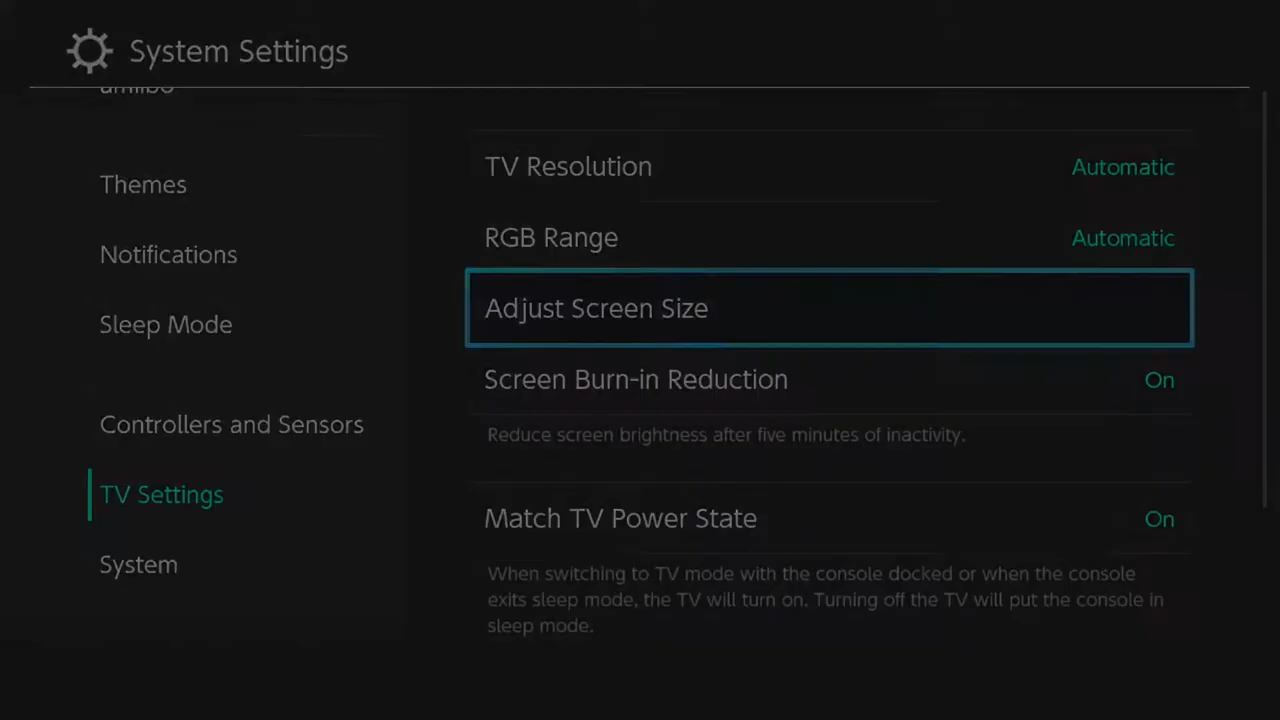 System Settings
amiibo
Themes
Notifications
Sleep Mode
Controllers and Sensors
TV Settings
System
TV Resolution Automatic
RGB Range Automatic
Adjust Screen Size
Screen Burn-in Reduction On
Reduce screen brightness after five minutes of inactivity.
Match TV Power State On
When switching to TV mode with the console docked or when the console
exits sleep mode, the TV will turn on. Turning off the TV will put the console in
sleep mode.